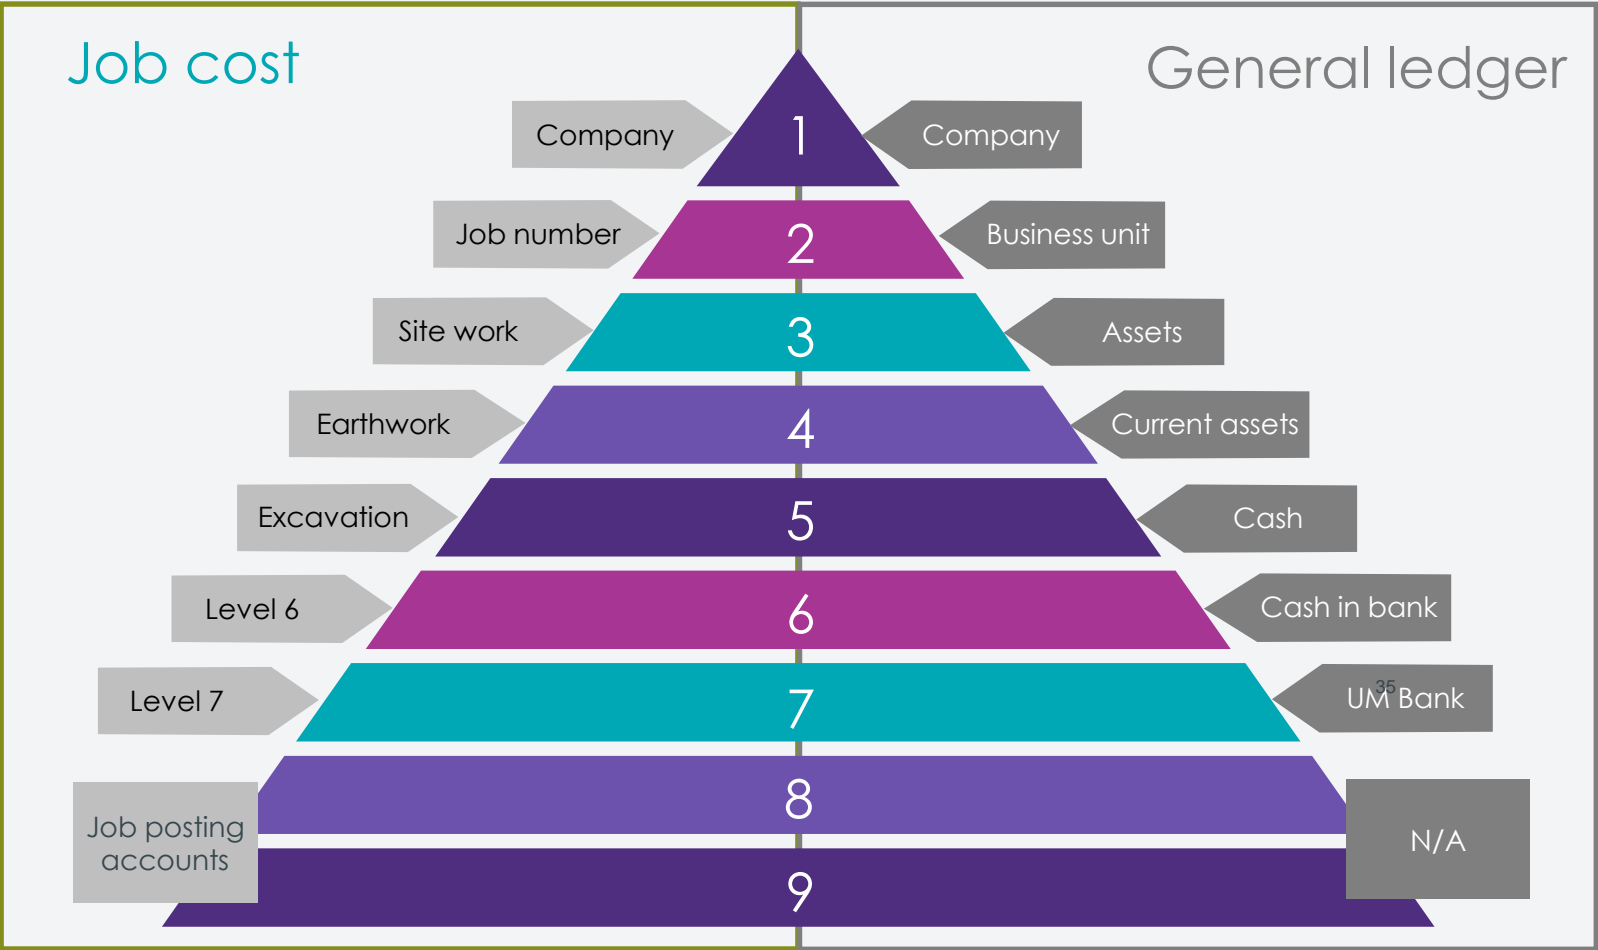 Job cost
General ledger
Company
1
Company
Job number
2
Business unit
Site work
3
Assets
Earthwork
4
Current assets
Excavation
5
Cash
Level 6
6
Cash in bank
Level 7
7
UM Bank
35
8
Job posting
accounts
N/A
9